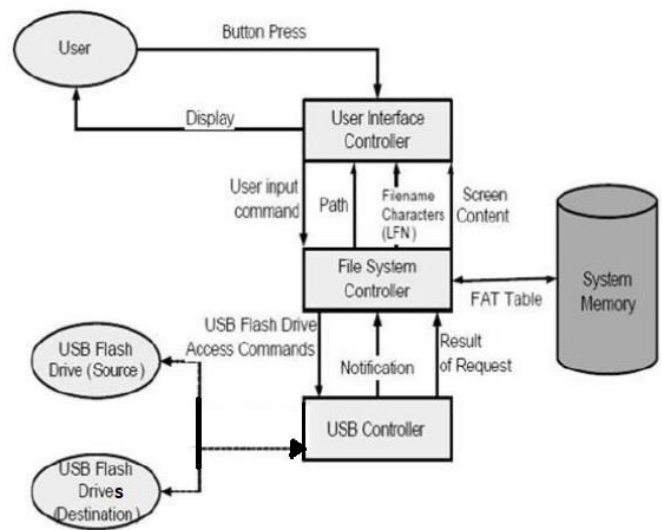 User
Button Press
Display
User Interface
Controller
User input
command
Path
Filename
Characters
(LFN)
Screen
Content
File System
Controller
FAT Table
System
Memory
USB Flash Drive
Access Commands
Notification
Result
of Request
USB Flash
Drive (Source)
USB Controller
USB Flash
Drives
(Destination)